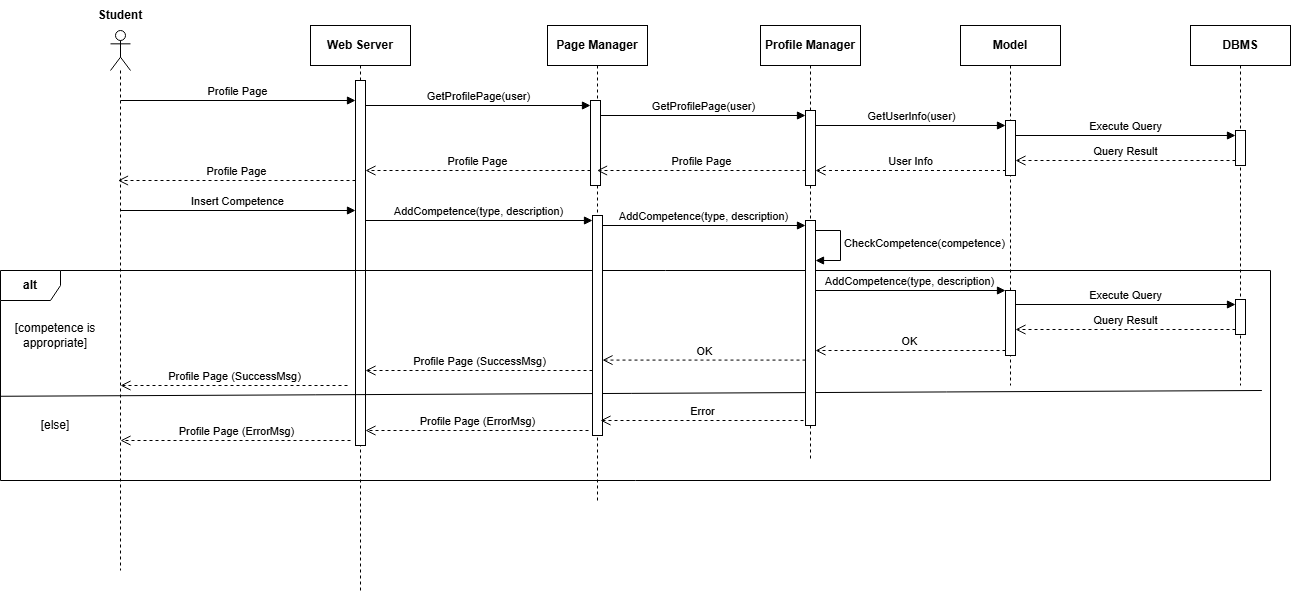 Student
Web Server
Page Manager
Profile Manager
Model
DBMS
Profile Page
GetProfilePage(user)
GetProfilePage(user)
GetUserInfo(user)
Execute Query
Query Result
User Info
Profile Page
Profile Page
Profile Page
Insert Competence
AddCompetence(type, description)
AddCompetence(type, description)
CheckCompetence(competence)
alt
AddCompetence(type, description)
Execute Query
Query Result
[competence is
appropriate]
OK
OK
Profile Page (SuccessMsg)
Profile Page (SuccessMsg)
[else]
Error
Profile Page (ErrorMsg)
Profile Page (ErrorMsg)